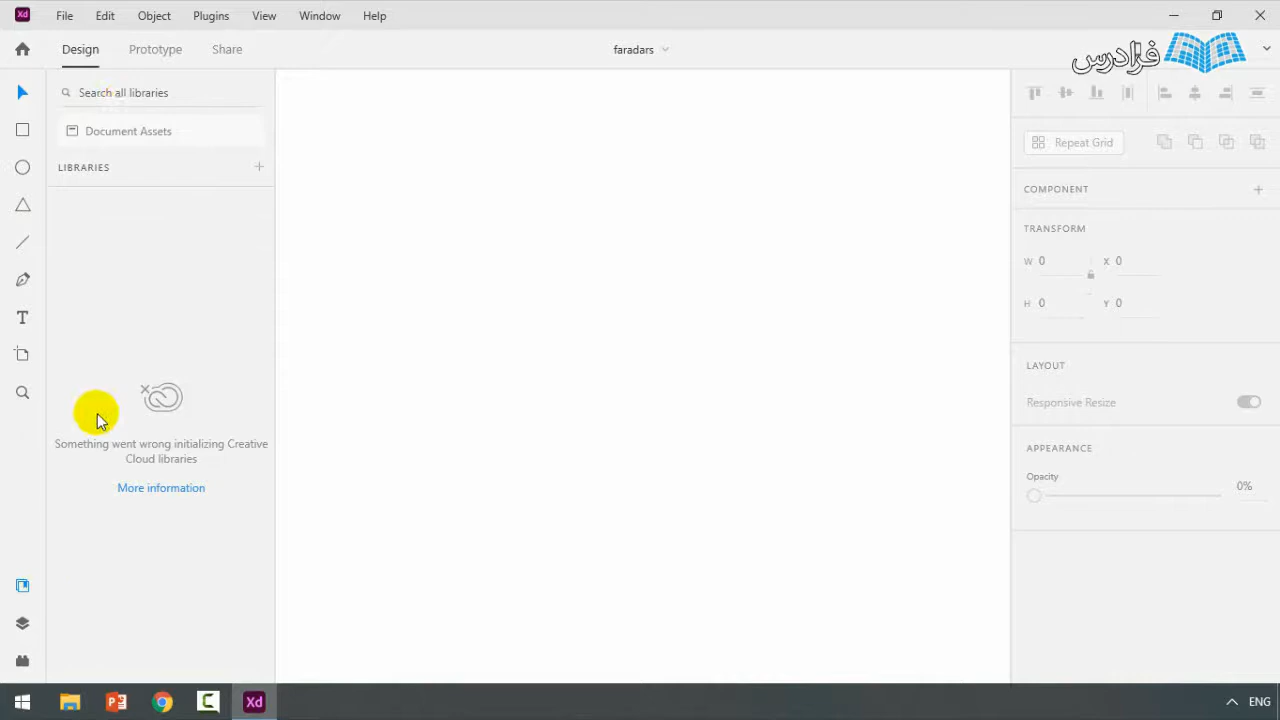 Xd File Edit Object Plugins View Window Help
Design Prototype Share faradars
فرادرس
Search all libraries
Document Assets
LIBRARIES
Something went wrong initializing Creative
Cloud libraries
More information
Repeat Grid
COMPONENT
TRANSFORM
W 0 X 0
H 0 Y 0
LAYOUT
Responsive Resize
APPEARANCE
Opacity
0%
Xd ENG